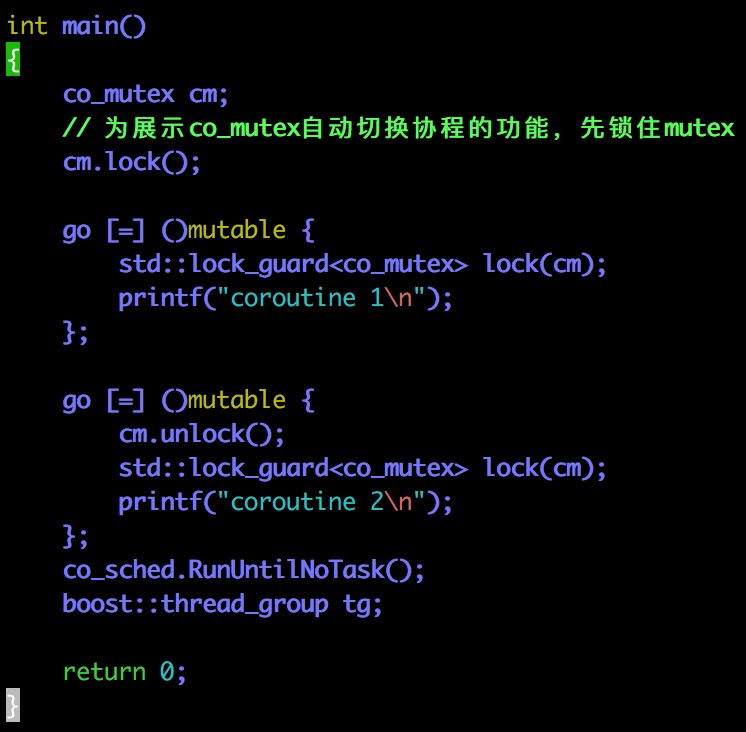 int main()
{
    co_mutex cm;
    // 为展示co_mutex自动切换协程的功能，先锁住mutex
    cm.lock();

    go [=] ()mutable {
        std::lock_guard<co_mutex> lock(cm);
        printf("coroutine 1\n");
    };

    go [=] ()mutable {
        cm.unlock();
        std::lock_guard<co_mutex> lock(cm);
        printf("coroutine 2\n");
    };
    co_sched.RunUntilNoTask();
    boost::thread_group tg;

    return 0;
}